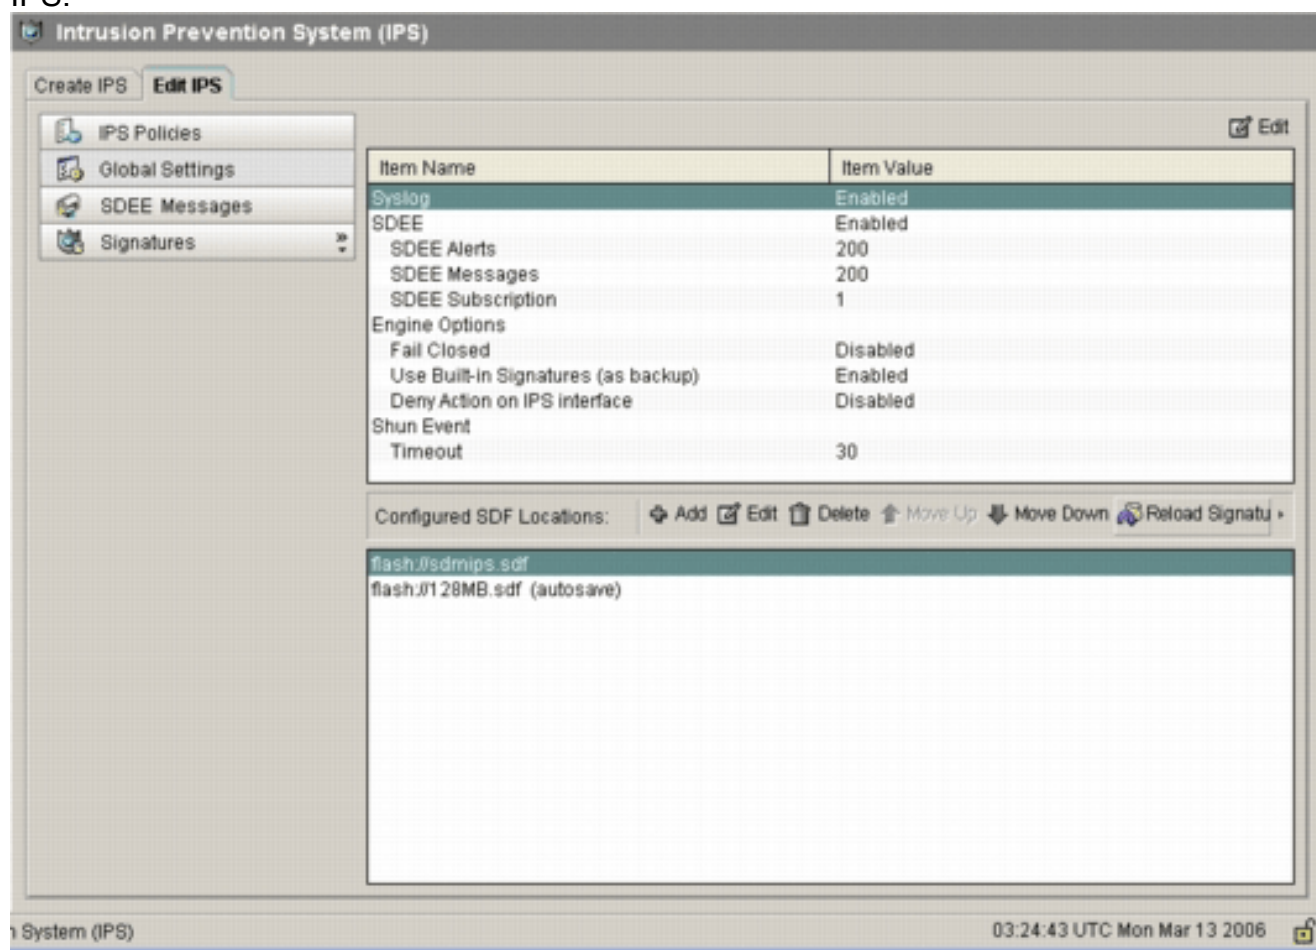 IPS.
Intrusion Prevention System (IPS)
Create IPS Edit IPS
IPS Policies
Global Settings
SDEE Messages
Signatures
Edit
Item Name Item Value
Syslog Enabled
SDEE Enabled
SDEE Alerts 200
SDEE Messages 200
SDEE Subscription 1
Engine Options
Fail Closed Disabled
Use Built-in Signatures (as backup) Enabled
Deny Action on IPS interface Disabled
Shun Event
Timeout 30
Configured SDF Locations: Add Edit Delete Move Up Move Down Reload Signatu
flash://sdmips.sdf
flash://128MB.sdf (autosave)
n System (IPS) 03:24:43 UTC Mon Mar 13 2006